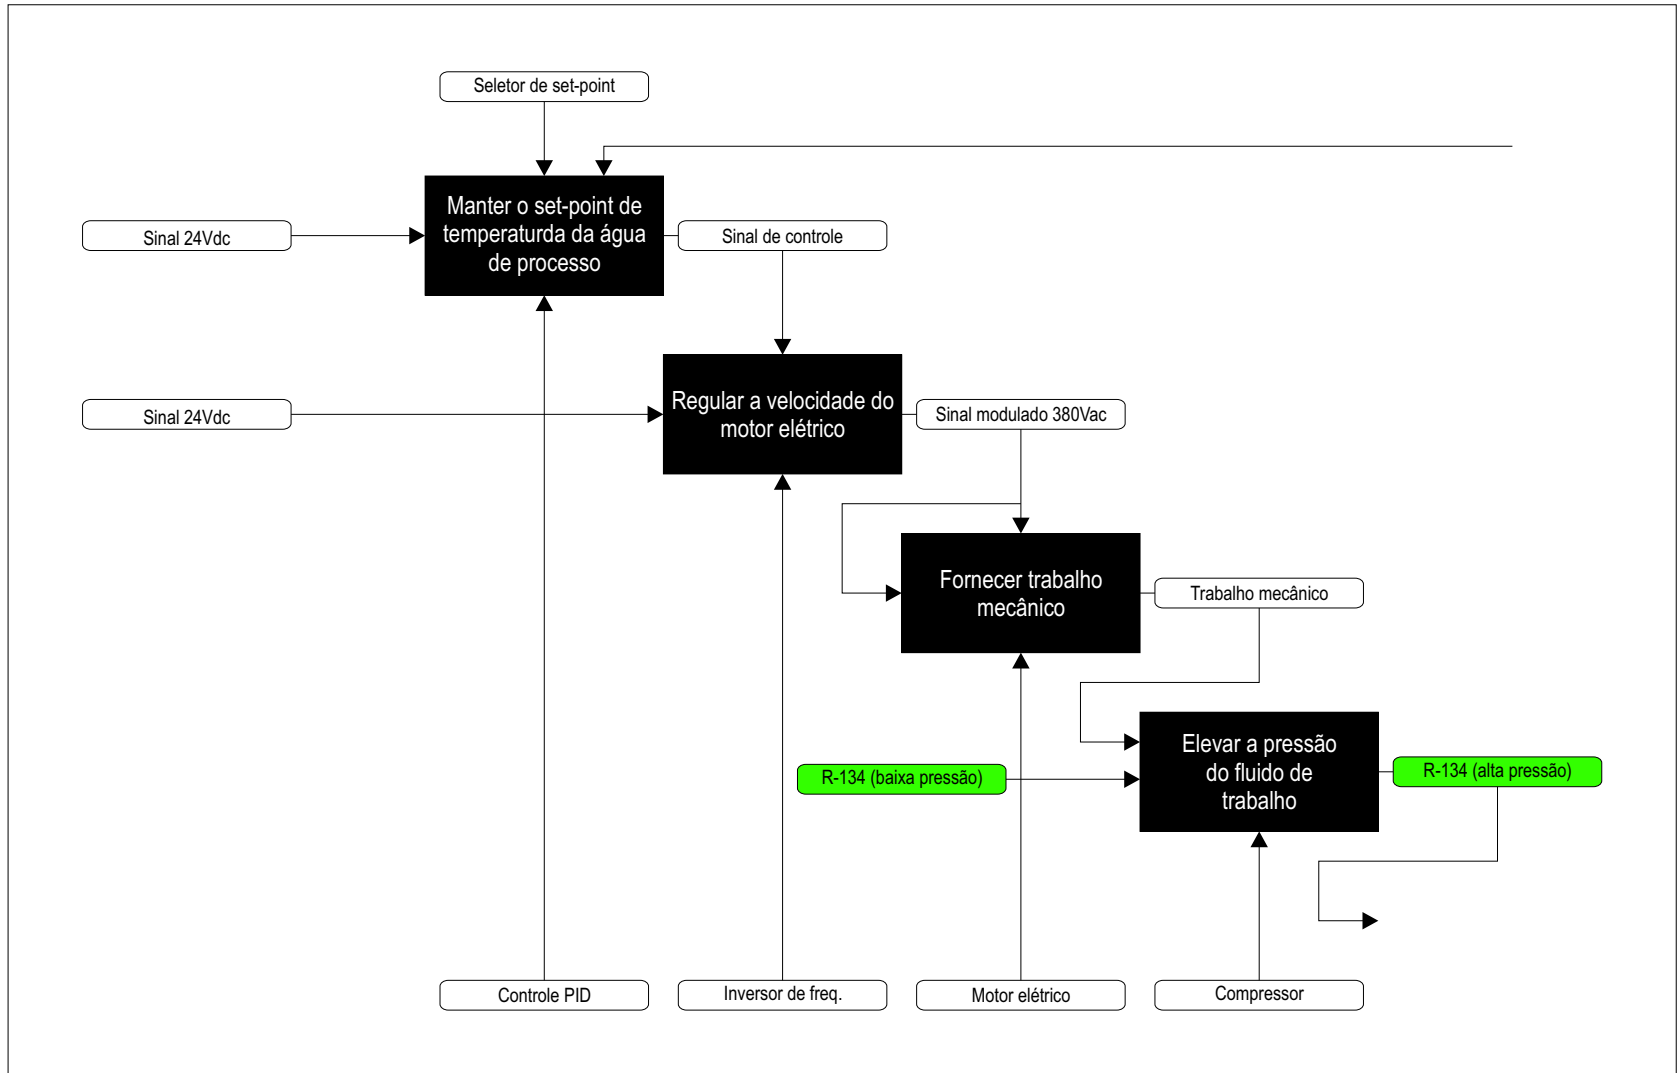 Seletor de set-point
Manter o set-point de
temperaturda da água
de processo
Sinal 24Vdc
Sinal de controle
Regular a velocidade do
motor elétrico
Sinal 24Vdc
Sinal modulado 380Vac
Fornecer trabalho
mecânico
Trabalho mecânico
Elevar a pressão
do fluido de
trabalho
R-134 (baixa pressão)
R-134 (alta pressão)
Controle PID
Inversor de freq.
Motor elétrico
Compressor